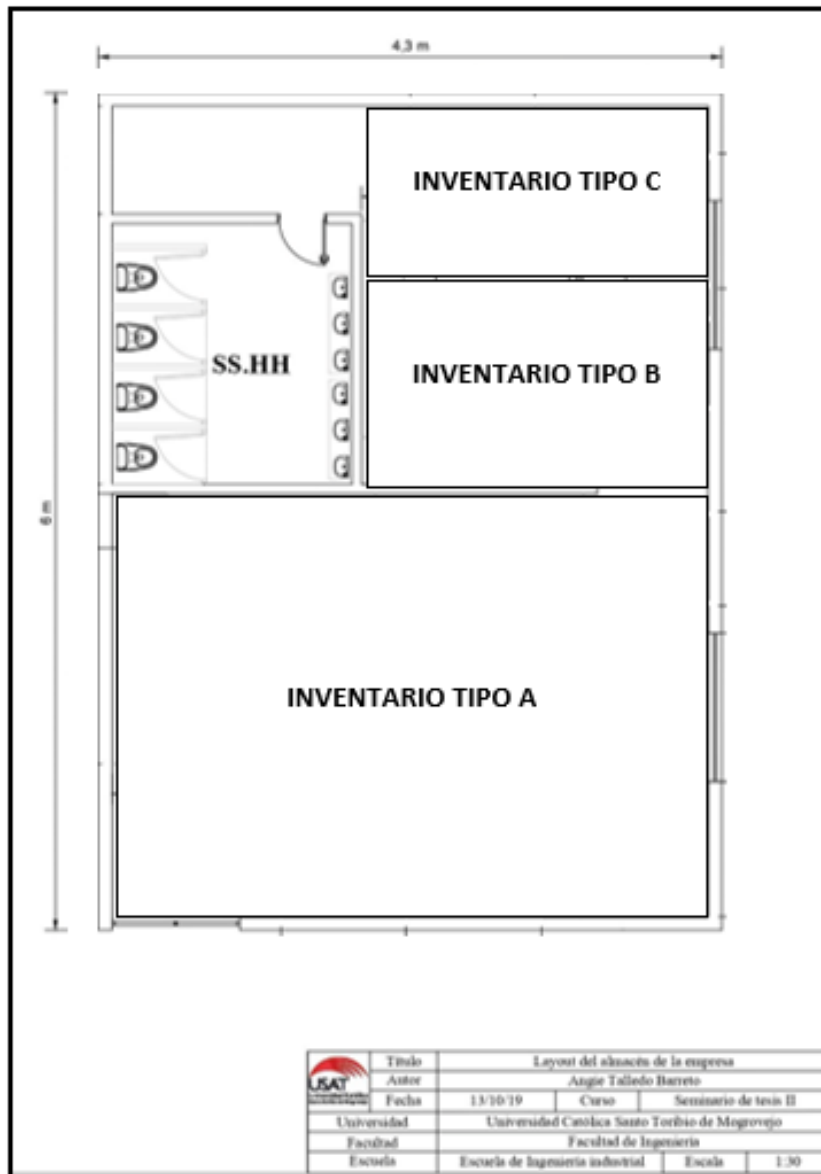 4,3 m
INVENTARIO TIPO C
INVENTARIO TIPO B
SS.HH
6 m
INVENTARIO TIPO A
USAT
Título Layout del almacén de la empresa
Autor Angie Talledo Barreto
Fecha 13/10/19 Curso Seminario de tesis II
Universidad Universidad Católica Santo Toribio de Mogrovejo
Facultad Facultad de Ingeniería
Escuela Escuela de Ingeniería industrial Escala 1:30